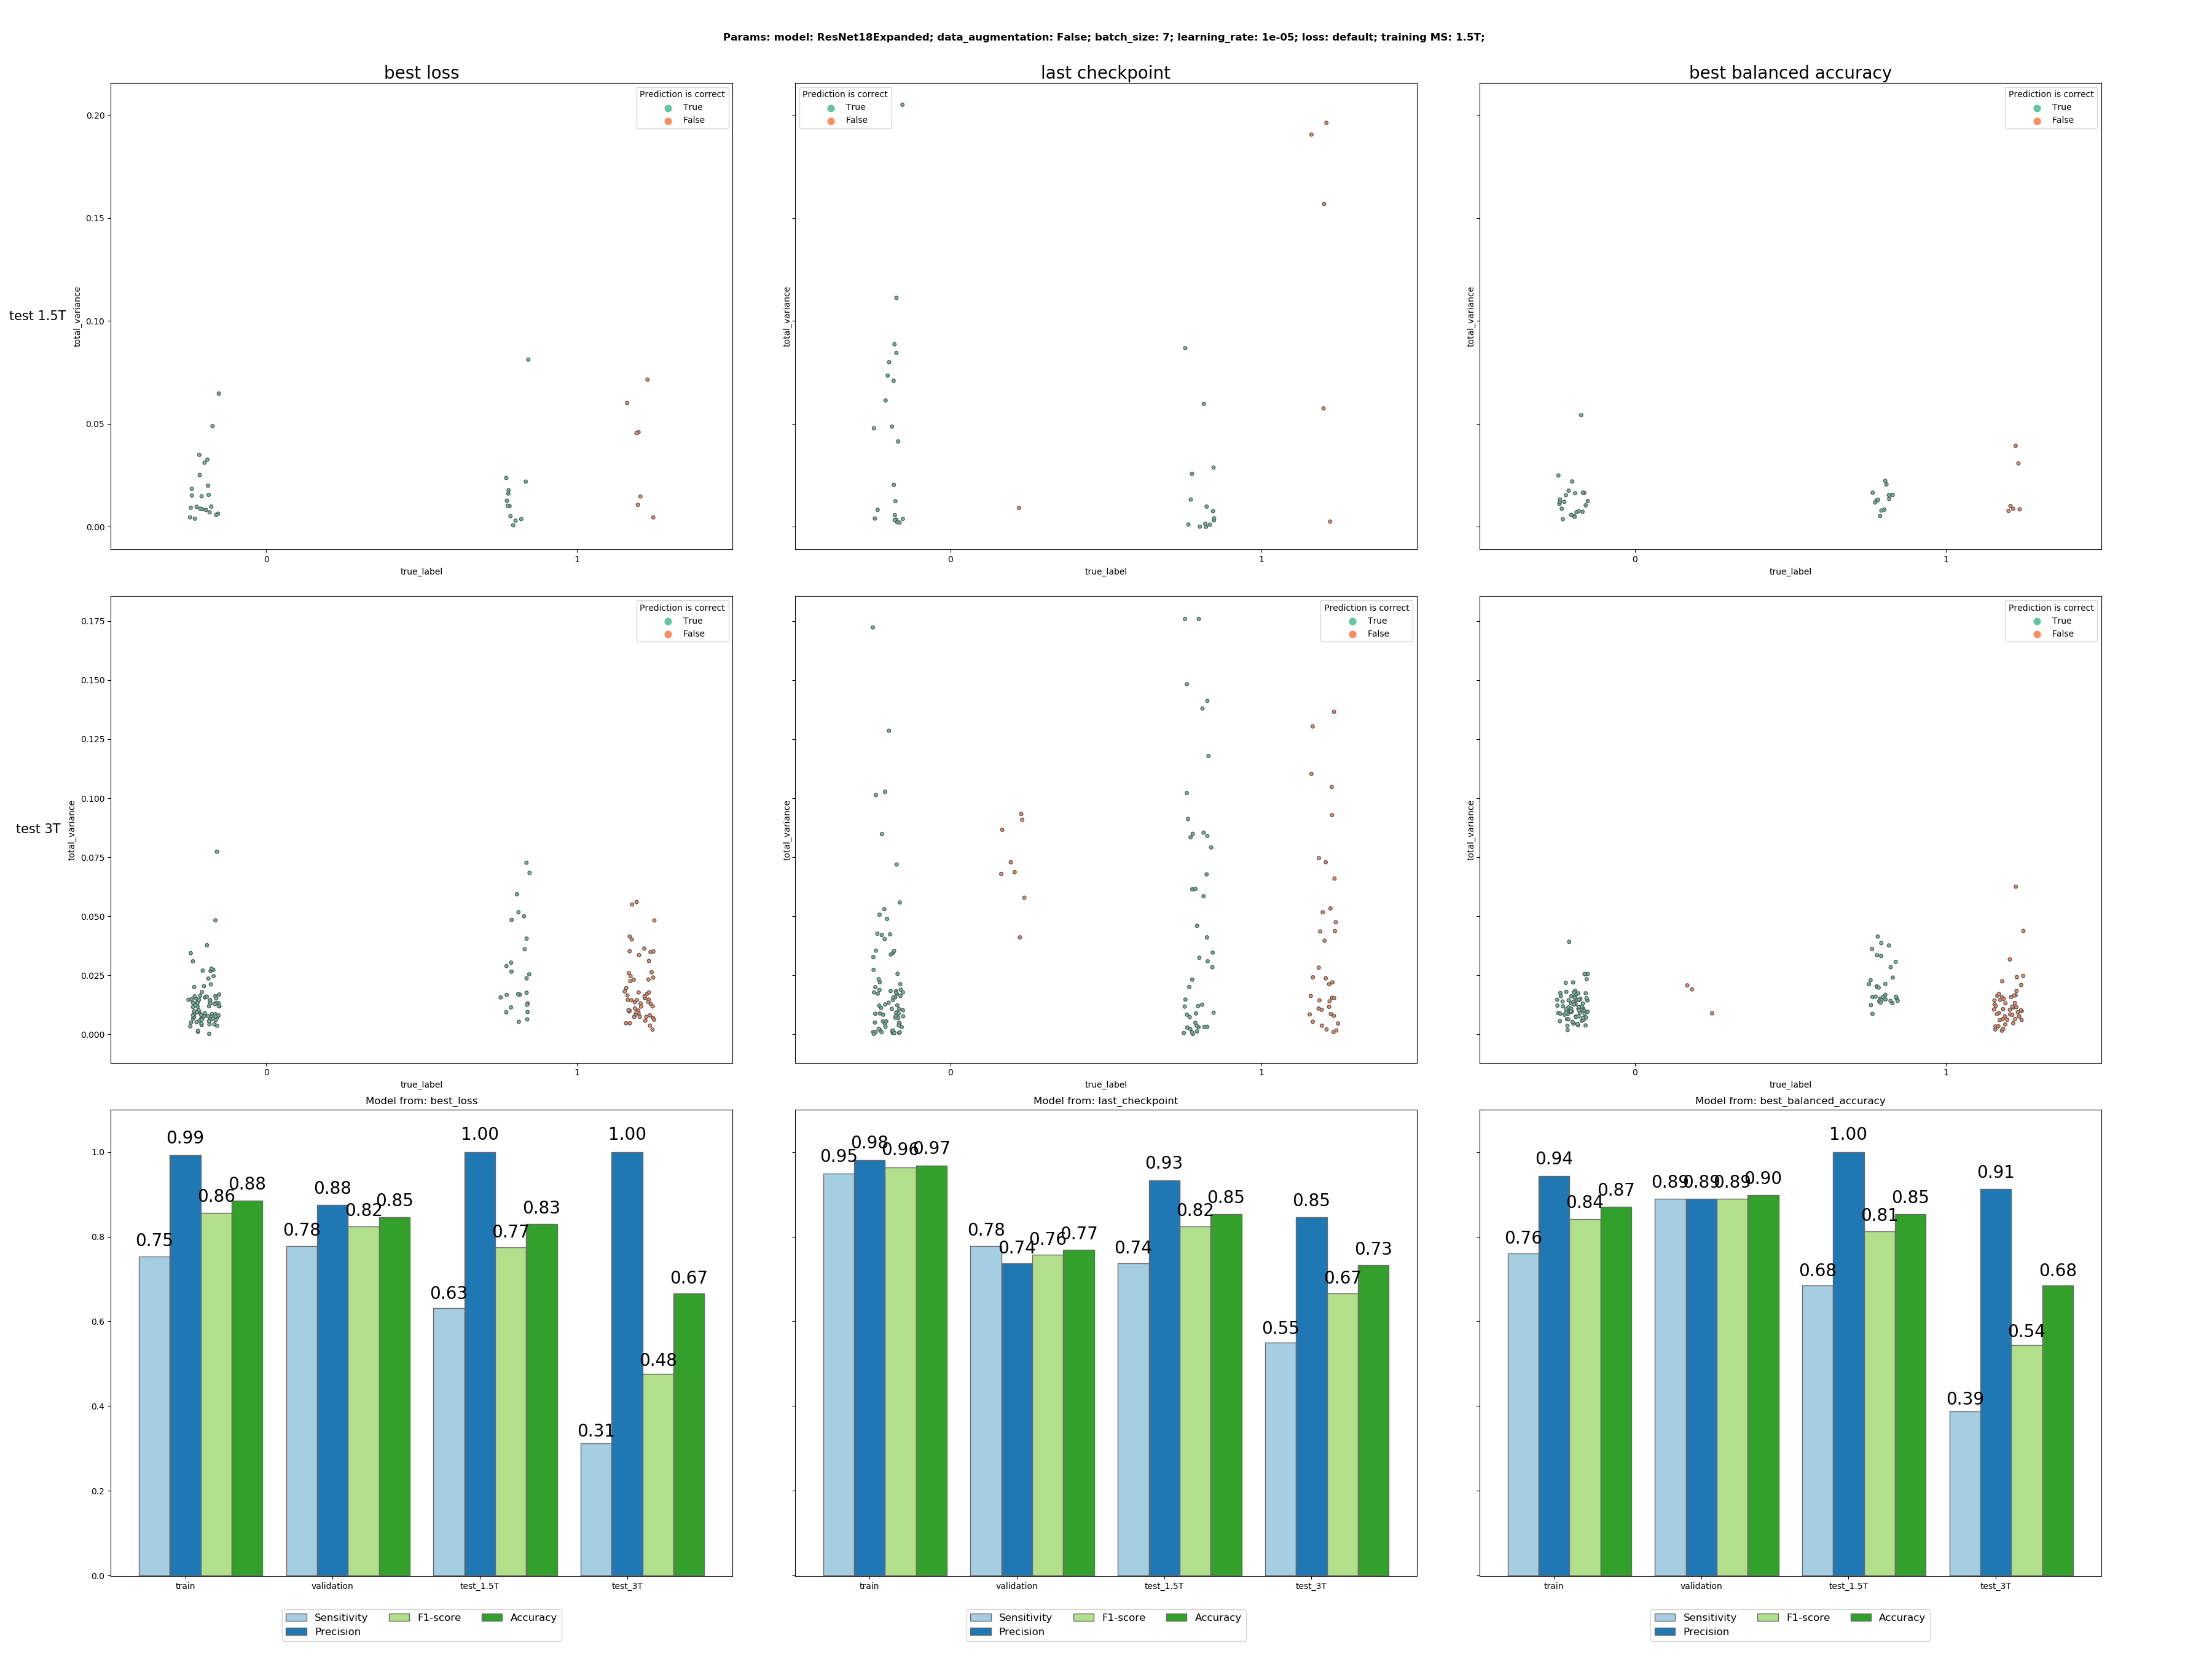 Params: model: ResNet18Expanded; data_augmentation: False; batch_size: 7; learning_rate: 1e-05; loss: default; training MS: 1.5T;
best loss
last checkpoint
best balanced accuracy
test 1.5T
total_variance
0.20
0.15
0.10
0.05
0.00
Prediction is correct
True
False
0
1
true_label
total_variance
Prediction is correct
True
False
0
1
true_label
total_variance
Prediction is correct
True
False
0
1
true_label
test 3T
total_variance
0.175
0.150
0.125
0.100
0.075
0.050
0.025
0.000
Prediction is correct
True
False
0
1
true_label
total_variance
Prediction is correct
True
False
0
1
true_label
total_variance
Prediction is correct
True
False
0
1
true_label
Model from: best_loss
1.0
0.8
0.6
0.4
0.2
0.0
0.75
0.99
0.86
0.88
0.78
0.88
0.82
0.85
0.63
1.00
0.77
0.83
0.31
1.00
0.48
0.67
train
validation
test_1.5T
test_3T
Sensitivity
Precision
F1-score
Accuracy
Model from: last_checkpoint
0.95
0.98
0.96
0.97
0.78
0.74
0.76
0.77
0.74
0.93
0.82
0.85
0.55
0.85
0.67
0.73
train
validation
test_1.5T
test_3T
Sensitivity
Precision
F1-score
Accuracy
Model from: best_balanced_accuracy
0.76
0.94
0.84
0.87
0.89
0.89
0.89
0.90
0.68
1.00
0.81
0.85
0.39
0.91
0.54
0.68
train
validation
test_1.5T
test_3T
Sensitivity
Precision
F1-score
Accuracy